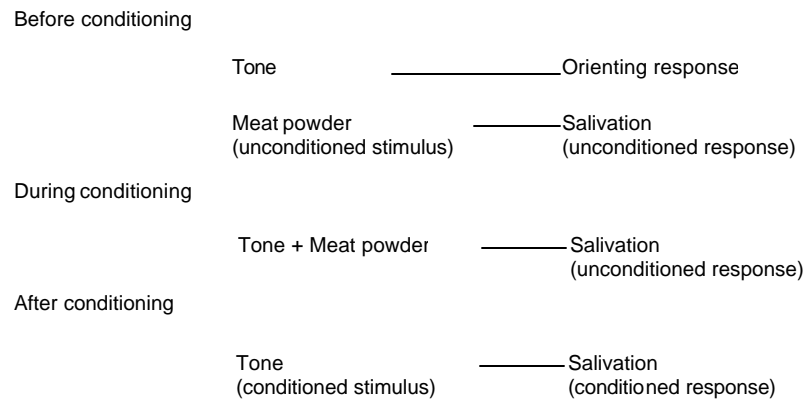 Before conditioning
Tone Orienting response
Meat powder Salivation
(unconditioned stimulus) (unconditioned response)
During conditioning
Tone + Meat powder Salivation
(unconditioned response)
After conditioning
Tone Salivation
(conditioned stimulus) (conditioned response)